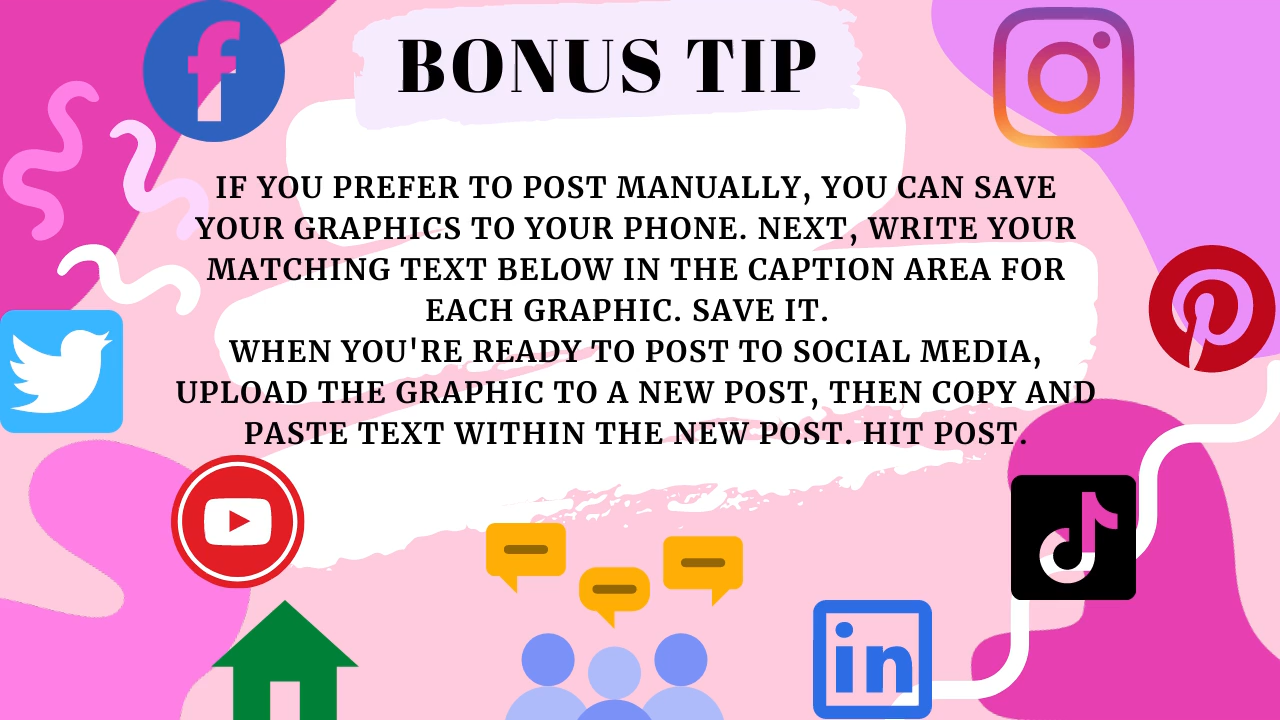 BONUS TIP
IF YOU PREFER TO POST MANUALLY, YOU CAN SAVE
YOUR GRAPHICS TO YOUR PHONE. NEXT, WRITE YOUR
MATCHING TEXT BELOW IN THE CAPTION AREA FOR
EACH GRAPHIC. SAVE IT.
WHEN YOU'RE READY TO POST TO SOCIAL MEDIA,
UPLOAD THE GRAPHIC TO A NEW POST, THEN COPY AND
PASTE TEXT WITHIN THE NEW POST. HIT POST.
in